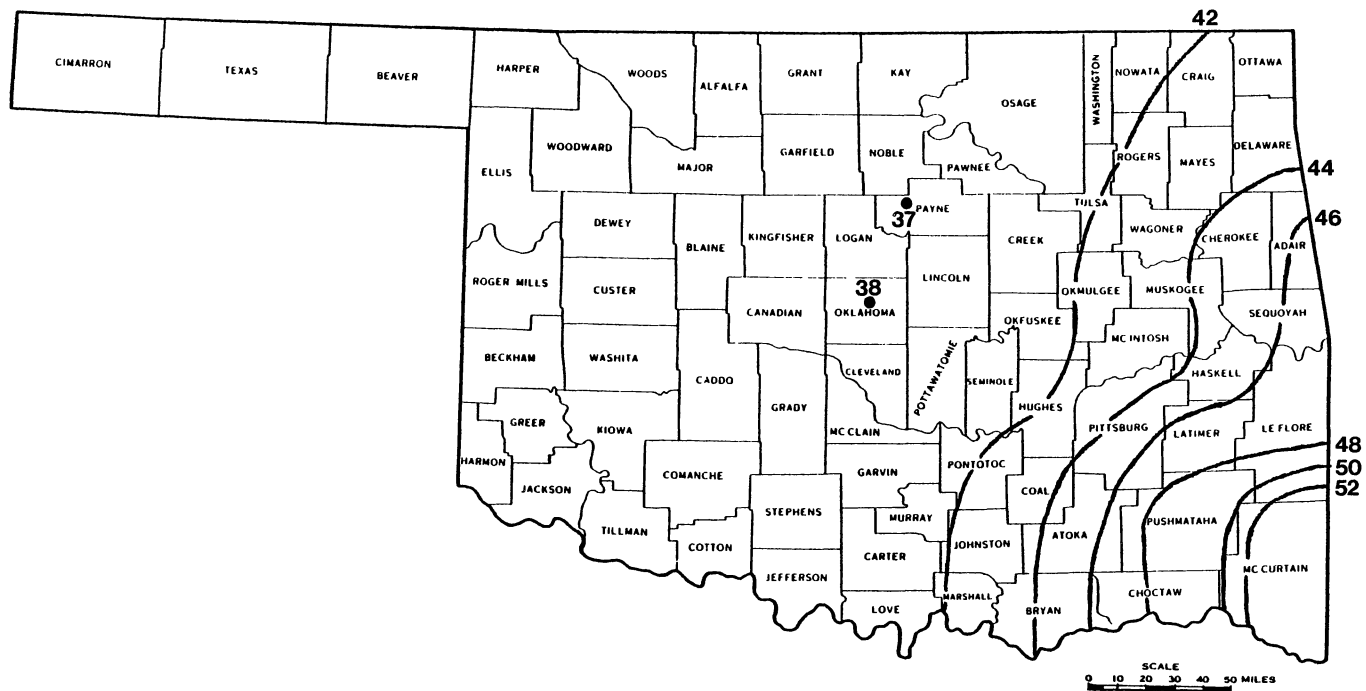 42
CIMARRON
TEXAS
BEAVER
HARPER
WOODS
ALFALFA
GRANT
KAY
OSAGE
WASHINGTON
NOWATA
CRAIG
OTTAWA
ELLIS
WOODWARD
MAJOR
GARFIELD
NOBLE
PAWNEE
ROGERS
MAYES
DELAWARE
44
DEWEY
BLAINE
KINGFISHER
LOGAN
37
PAYNE
CREEK
TULSA
WAGONER
CHEROKEE
ADAIR
46
ROGER MILLS
CUSTER
CANADIAN
38
OKLAHOMA
LINCOLN
OKMULGEE
MUSKOGEE
SEQUOYAH
BECKHAM
WASHITA
CADDO
GRADY
CLEVELAND
POTTAWATOMIE
SEMINOLE
OKFUSKEE
MC INTOSH
HASKELL
GREER
KIOWA
MC CLAIN
HUGHES
PITTSBURG
LATIMER
LE FLORE
48
HARMON
JACKSON
COMANCHE
GARVIN
PONTOTOC
COAL
50
52
TILLMAN
COTTON
STEPHENS
MURRAY
JOHNSTON
ATOKA
PUSHMATAHA
JEFFERSON
CARTER
LOVE
MARSHALL
BRYAN
CHOCTAW
MC CURTAIN
SCALE
0 10 20 30 40 50 MILES